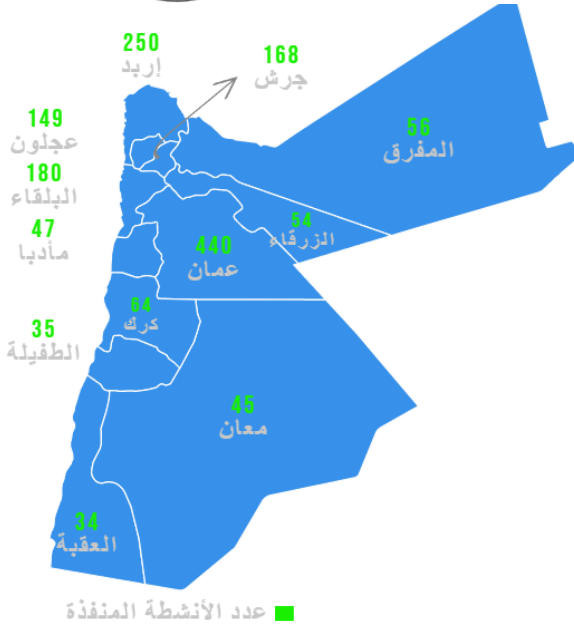 250
إربد
168
جرش
149
عجلون
56
المفرق
180
البلقاء
54
الزرقاء
47
مأدبا
440
عمان
64
كرك
35
الطفيلة
45
معان
34
العقبة
عدد الأنشطة المنفذة